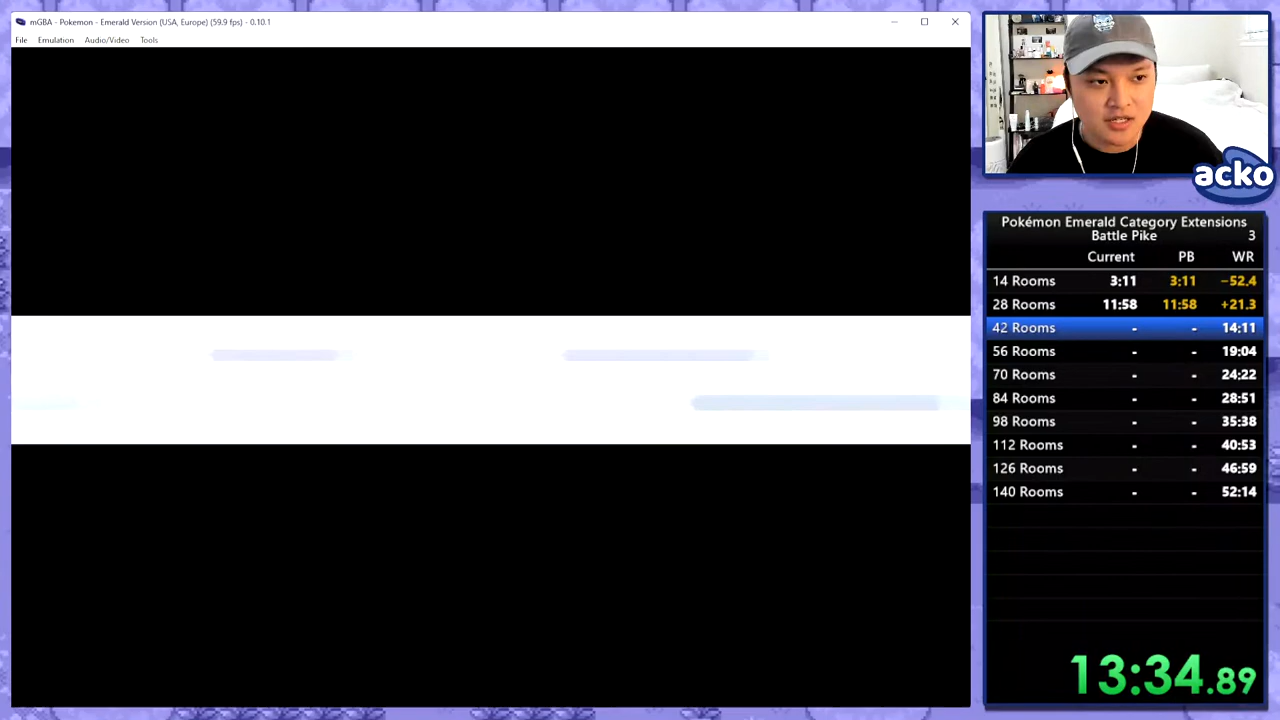 mGBA - Pokemon - Emerald Version (USA, Europe) (59.9 fps) - 0.10.1
File Emulation Audio/Video Tools
acko
Pokémon Emerald Category Extensions
Battle Pike 3
Current PB WR
14 Rooms 3:11 3:11 −52.4
28 Rooms 11:58 11:58 +21.3
42 Rooms - - 14:11
56 Rooms - - 19:04
70 Rooms - - 24:22
84 Rooms - - 28:51
98 Rooms - - 35:38
112 Rooms - - 40:53
126 Rooms - - 46:59
140 Rooms - - 52:14
13:34.89